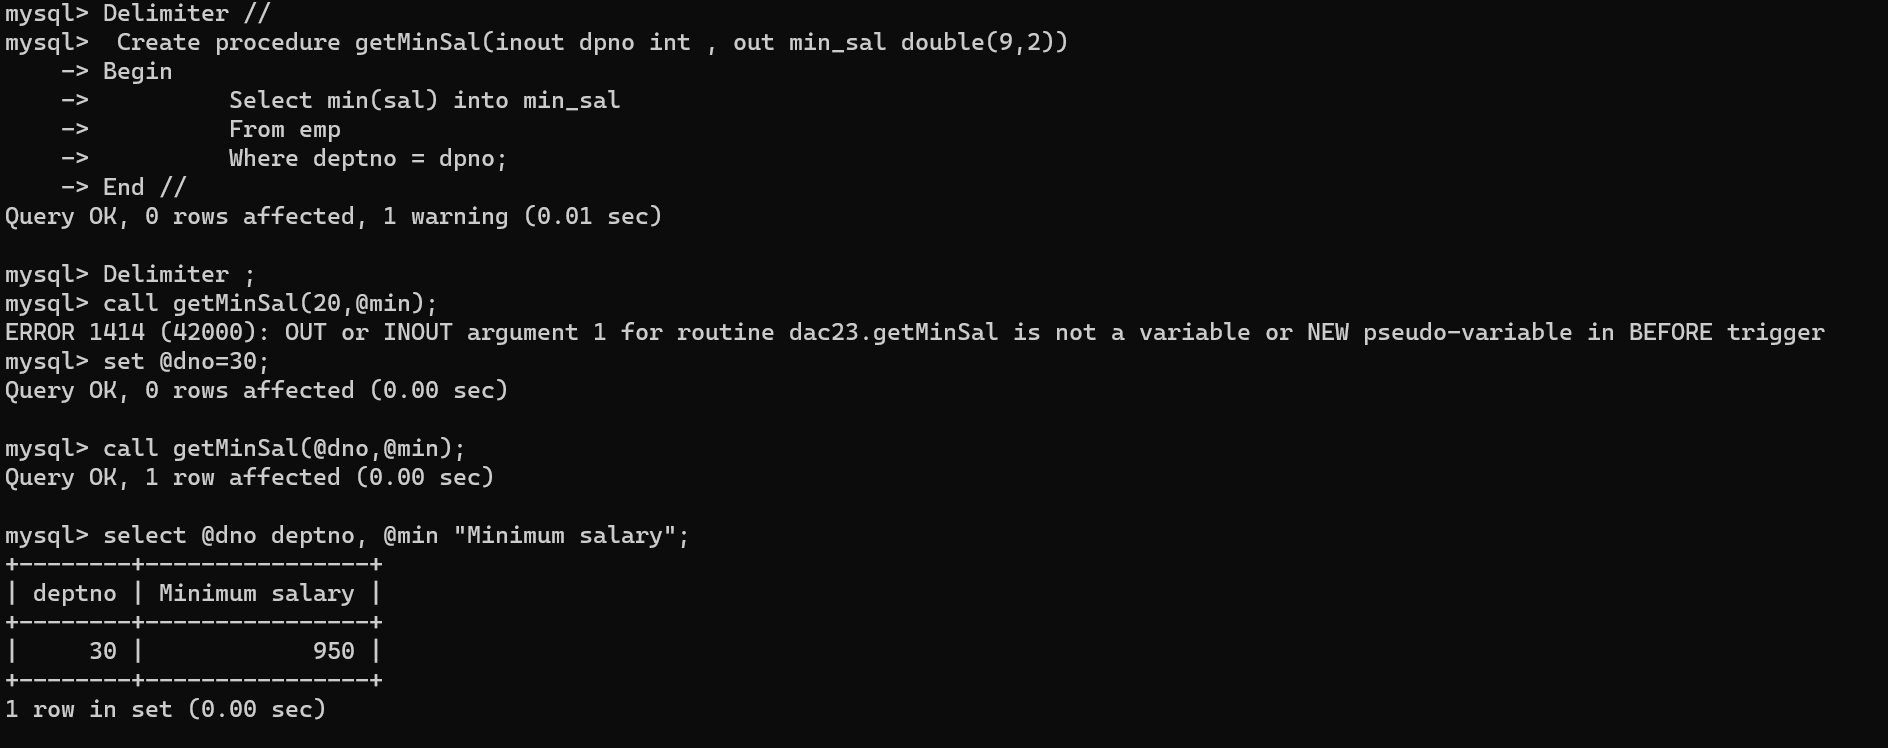 mysql> Delimiter //
mysql>  Create procedure getMinSal(inout dpno int , out min_sal double(9,2))
    -> Begin
    ->          Select min(sal) into min_sal
    ->          From emp
    ->          Where deptno = dpno;
    -> End //
Query OK, 0 rows affected, 1 warning (0.01 sec)

mysql> Delimiter ;
mysql> call getMinSal(20,@min);
ERROR 1414 (42000): OUT or INOUT argument 1 for routine dac23.getMinSal is not a variable or NEW pseudo-variable in BEFORE trigger
mysql> set @dno=30;
Query OK, 0 rows affected (0.00 sec)

mysql> call getMinSal(@dno,@min);
Query OK, 1 row affected (0.00 sec)

mysql> select @dno deptno, @min "Minimum salary";
+--------+----------------+
| deptno | Minimum salary |
+--------+----------------+
|     30 |            950 |
+--------+----------------+
1 row in set (0.00 sec)